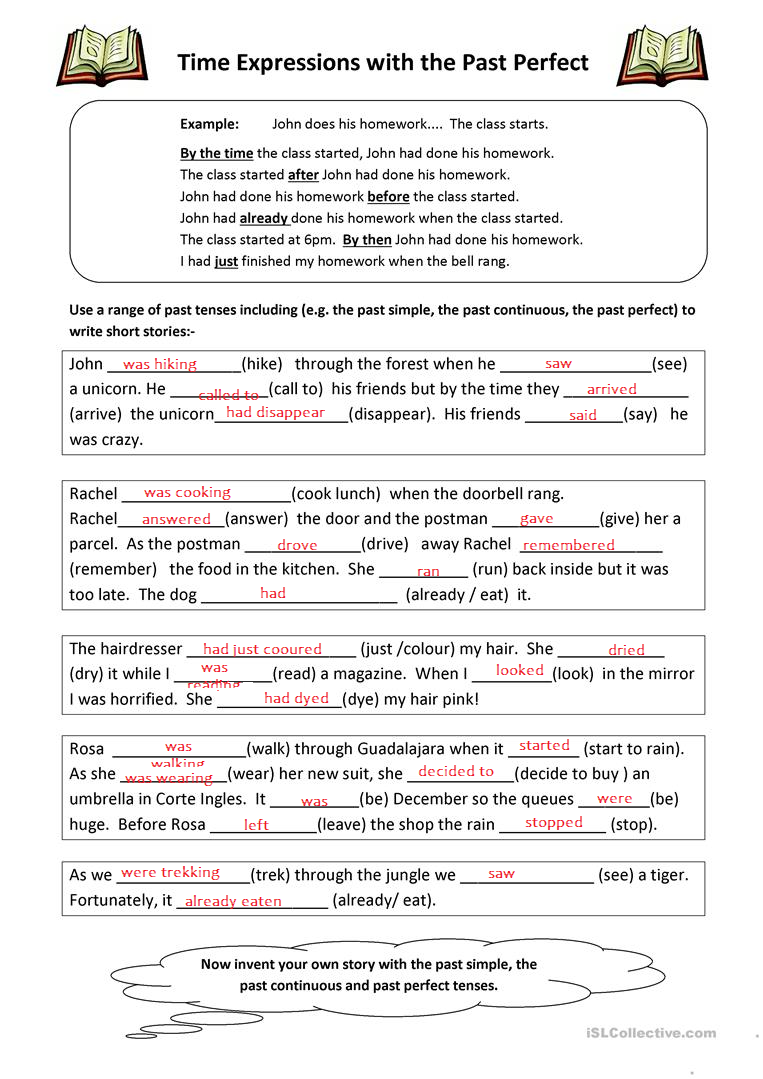 Time Expressions with the Past Perfect
Example: John does his homework.... The class starts.
By the time the class started, John had done his homework.
The class started after John had done his homework.
John had done his homework before the class started.
John had already done his homework when the class started.
The class started at 6pm. By then John had done his homework.
I had just finished my homework when the bell rang.
Use a range of past tenses including (e.g. the past simple, the past continuous, the past perfect) to
write short stories:-
John was hiking (hike) through the forest when he saw (see)
a unicorn. He called to (call to) his friends but by the time they arrived
(arrive) the unicorn had disappear (disappear). His friends said (say) he
was crazy.
Rachel was cooking (cook lunch) when the doorbell rang.
Rachel answered (answer) the door and the postman gave (give) her a
parcel. As the postman drove (drive) away Rachel remembered
(remember) the food in the kitchen. She ran (run) back inside but it was
too late. The dog had (already / eat) it.
The hairdresser had just cooured (just /colour) my hair. She dried
(dry) it while I was reading (read) a magazine. When I looked (look) in the mirror
I was horrified. She had dyed (dye) my hair pink!
Rosa was walking (walk) through Guadalajara when it started (start to rain).
As she was wearing (wear) her new suit, she decided to (decide to buy ) an
umbrella in Corte Ingles. It was (be) December so the queues were (be)
huge. Before Rosa left (leave) the shop the rain stopped (stop).
As we were trekking (trek) through the jungle we saw (see) a tiger.
Fortunately, it already eaten (already/ eat).
Now invent your own story with the past simple, the
past continuous and past perfect tenses.
iSLCollective.com